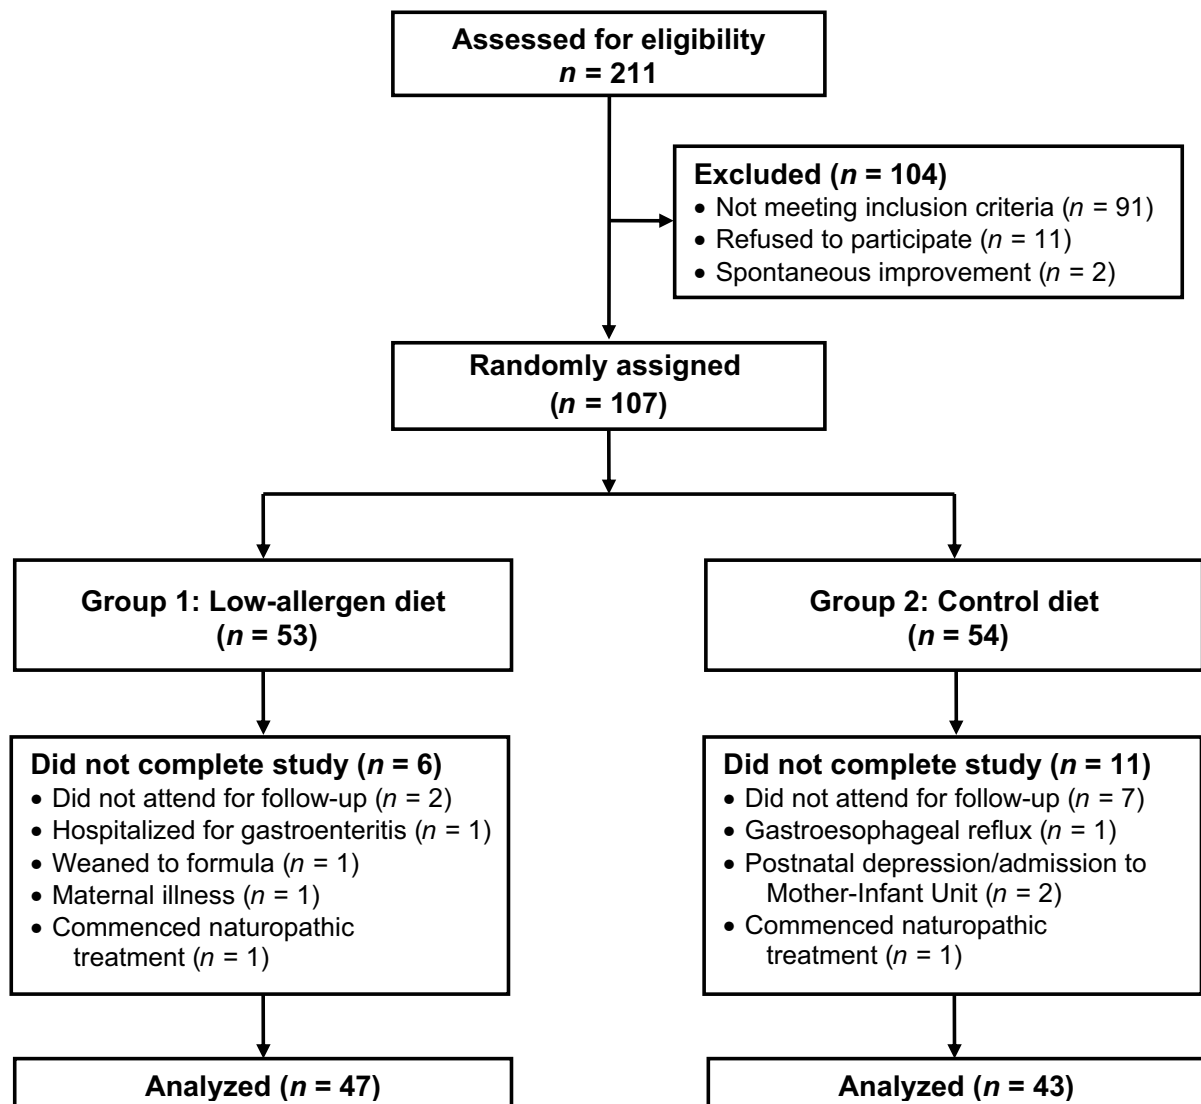 Assessed for eligibility
n = 211
Excluded (n = 104)
• Not meeting inclusion criteria (n = 91)
• Refused to participate (n = 11)
• Spontaneous improvement (n = 2)
Randomly assigned
(n = 107)
Group 1: Low-allergen diet
(n = 53)
Group 2: Control diet
(n = 54)
Did not complete study (n = 6)
• Did not attend for follow-up (n = 2)
• Hospitalized for gastroenteritis (n = 1)
• Weaned to formula (n = 1)
• Maternal illness (n = 1)
• Commenced naturopathic
treatment (n = 1)
Did not complete study (n = 11)
• Did not attend for follow-up (n = 7)
• Gastroesophageal reflux (n = 1)
• Postnatal depression/admission to
Mother-Infant Unit (n = 2)
• Commenced naturopathic
treatment (n = 1)
Analyzed (n = 47)
Analyzed (n = 43)